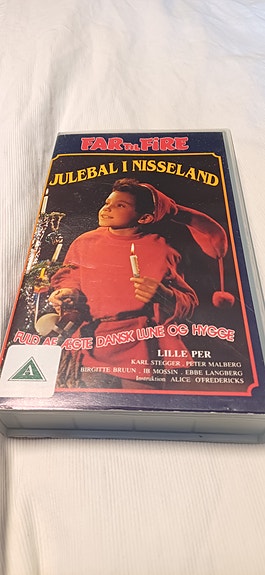 FAR TIL FIRE
JULEBAL I NISSELAND
FULD AF ÆGTE DANSK LUNE OG HYGGE
LILLE PER
KARL STEGGER . PETER MALBERG
BIRGITTE BRUUN . IB MOSSIN . EBBE LANGBERG
Instruktion ALICE O'FREDERICKS
A